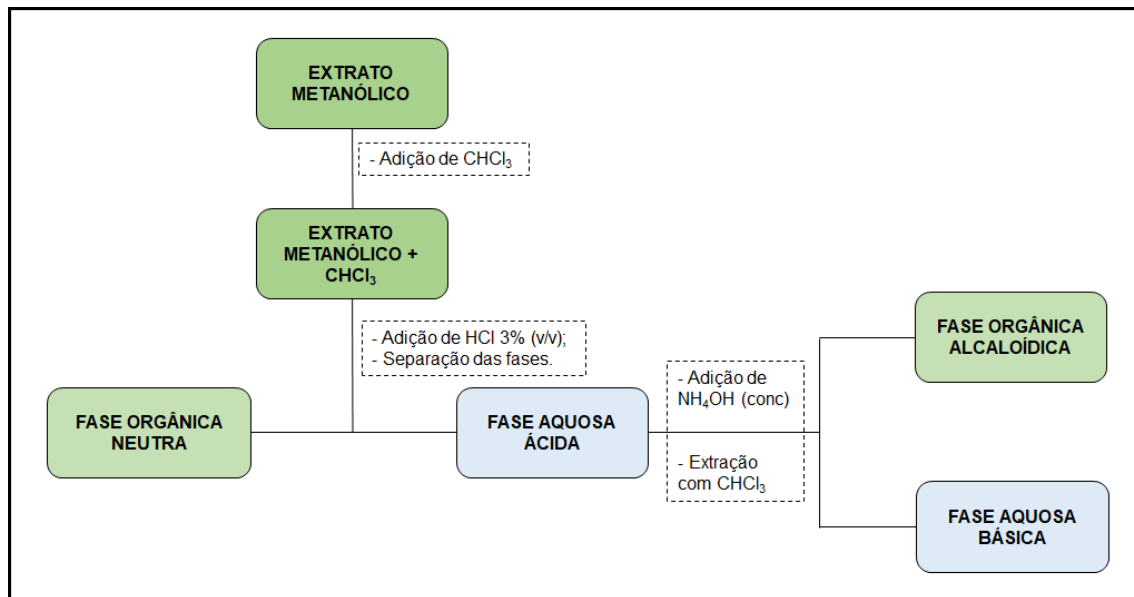 EXTRATO
METANÓLICO
- Adição de CHCl₃
EXTRATO
METANÓLICO +
CHCl₃
- Adição de HCl 3% (v/v);
- Separação das fases.
FASE ORGÂNICA
NEUTRA
FASE AQUOSA
ÁCIDA
- Adição de
NH₄OH (conc)
- Extração
com CHCl₃
FASE ORGÂNICA
ALCALOÍDICA
FASE AQUOSA
BÁSICA